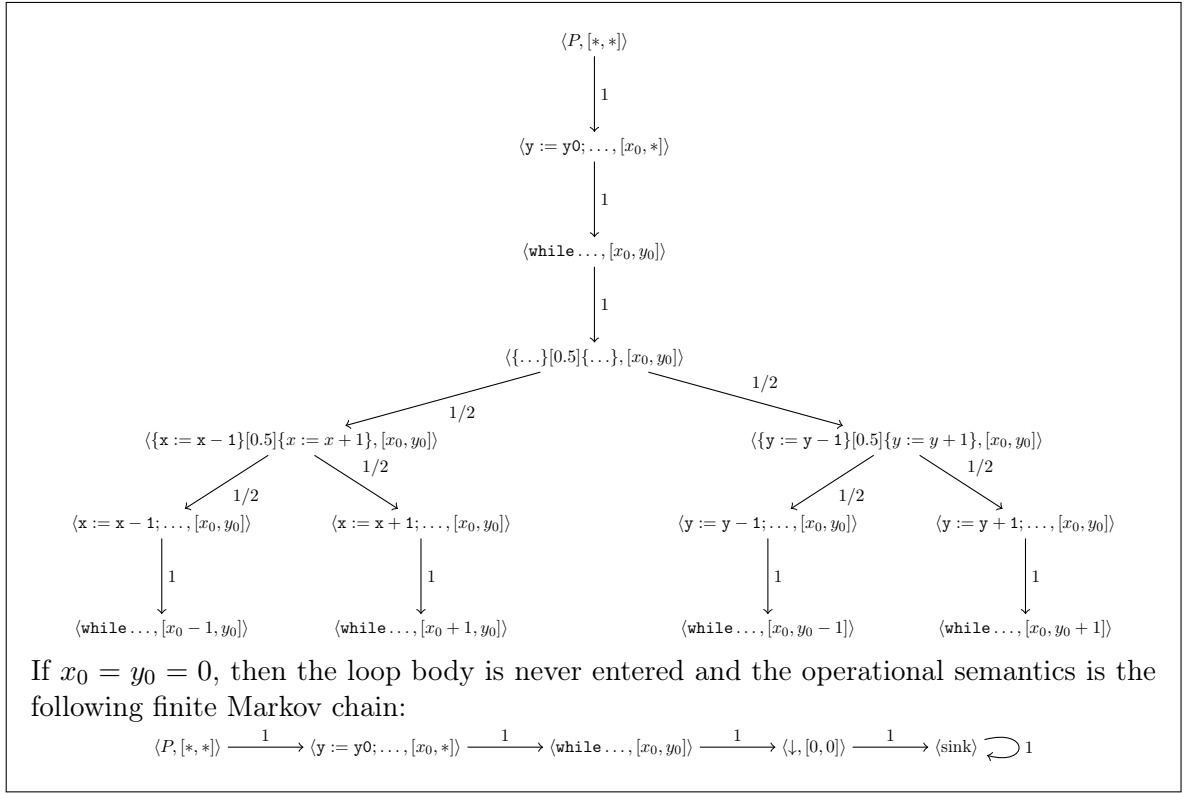 ⟨P, [∗, ∗]⟩
1
⟨y := y0; …, [x₀, ∗]⟩
1
⟨while …, [x₀, y₀]⟩
1
⟨{…}[0.5]{…}, [x₀, y₀]⟩
1/2 1/2
⟨{x := x − 1}[0.5]{x := x + 1}, [x₀, y₀]⟩ ⟨{y := y − 1}[0.5]{y := y + 1}, [x₀, y₀]⟩
1/2 1/2 1/2 1/2
⟨x := x − 1; …, [x₀, y₀]⟩ ⟨x := x + 1; …, [x₀, y₀]⟩ ⟨y := y − 1; …, [x₀, y₀]⟩ ⟨y := y + 1; …, [x₀, y₀]⟩
1 1 1 1
⟨while …, [x₀ − 1, y₀]⟩ ⟨while …, [x₀ + 1, y₀]⟩ ⟨while …, [x₀, y₀ − 1]⟩ ⟨while …, [x₀, y₀ + 1]⟩
If x₀ = y₀ = 0, then the loop body is never entered and the operational semantics is the
following finite Markov chain:
⟨P, [∗, ∗]⟩ 1 ⟨y := y0; …, [x₀, ∗]⟩ 1 ⟨while …, [x₀, y₀]⟩ 1 ⟨↓, [0, 0]⟩ 1 ⟨sink⟩ 1